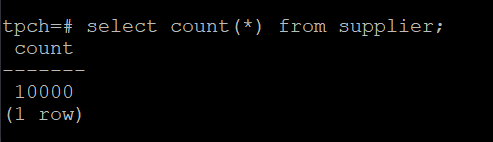 tpch=# select count(*) from supplier;
count
-------
10000
(1 row)